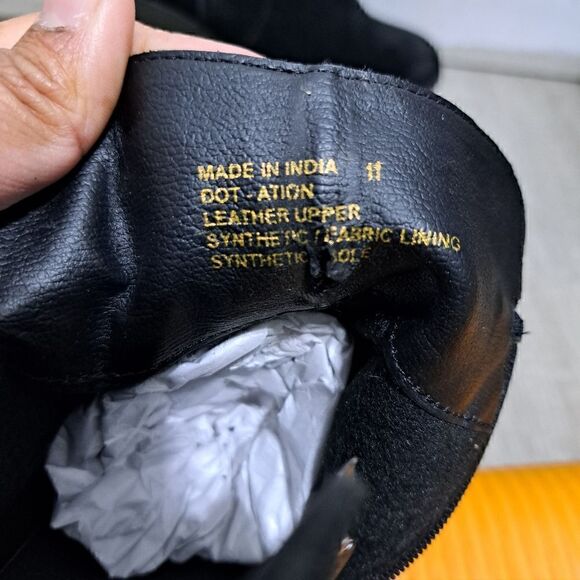 MADE IN INDIA 11
DOT - ATION
LEATHER UPPER
SYNTHETIC / FABRIC LINING
SYNTHETIC SOLE